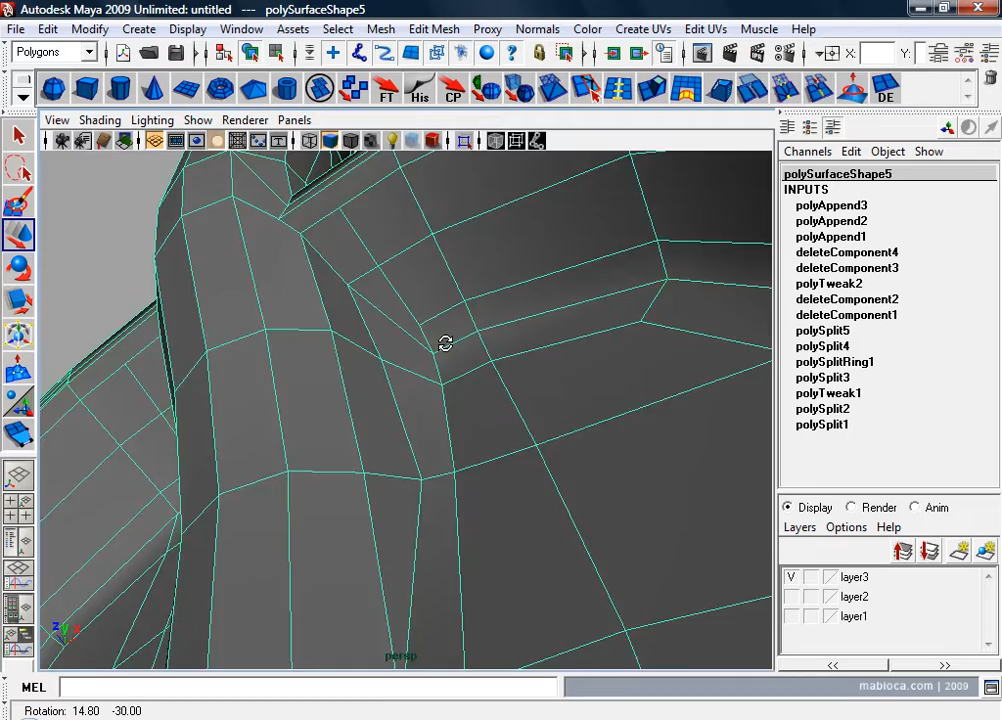 Autodesk Maya 2009 Unlimited: untitled --- polySurfaceShape5
File Edit Modify Create Display Window Assets Select Mesh Edit Mesh Proxy Normals Color Create UVs Edit UVs Muscle Help
Polygons X: Y:
FT His CP DE
View Shading Lighting Show Renderer Panels
Channels Edit Object Show
polySurfaceShape5
INPUTS
polyAppend3
polyAppend2
polyAppend1
deleteComponent4
deleteComponent3
polyTweak2
deleteComponent2
deleteComponent1
polySplit5
polySplit4
polySplitRing1
polySplit3
polyTweak1
polySplit2
polySplit1
Display Render Anim
Layers Options Help
V layer3
layer2
layer1
z y x
persp
<< >>
MEL
mabioca.com | 2009
Rotation: 14.80 -30.00